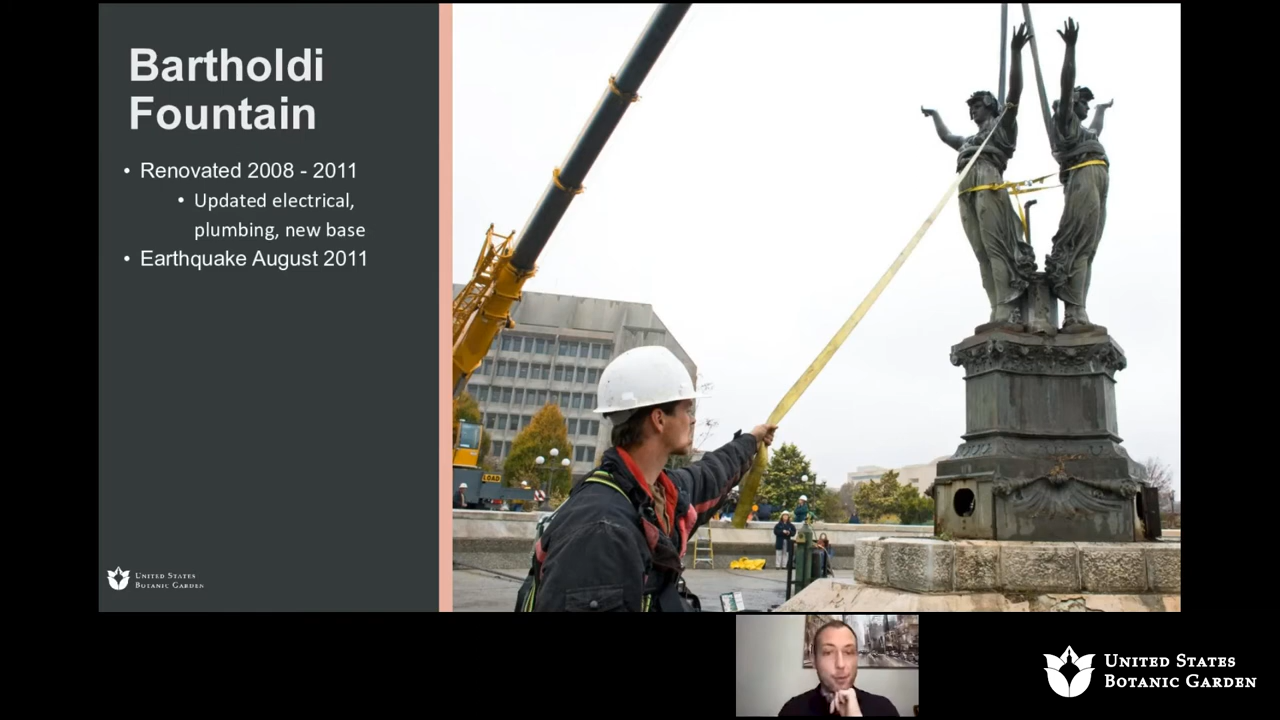 Bartholdi
Fountain
• Renovated 2008 - 2011
• Updated electrical,
plumbing, new base
• Earthquake August 2011
LOAD
UNITED STATES
BOTANIC GARDEN
UNITED STATES
BOTANIC GARDEN